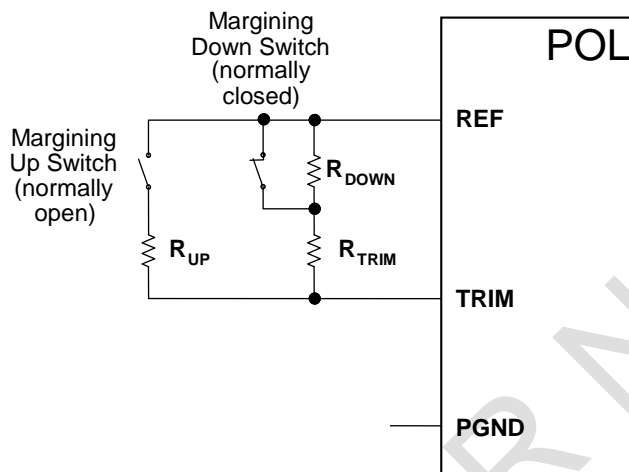 Margining
Down Switch
(normally
closed)
POL
REF
Margining
Up Switch
(normally
open)
RDOWN
RUP
RTRIM
TRIM
PGND
R N